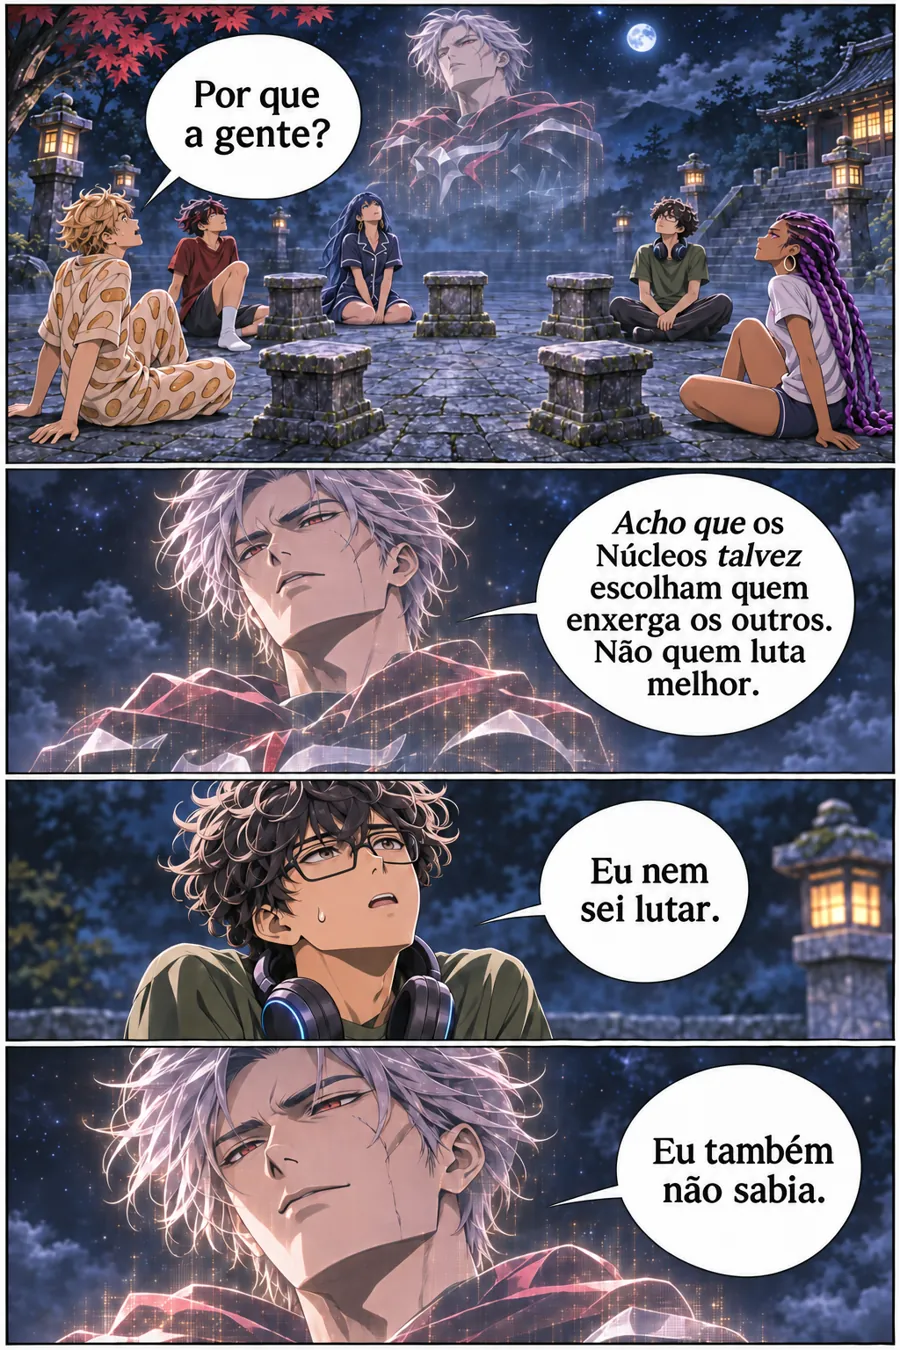 Por que
a gente?
Acho que os
Núcleos talvez
escolham quem
enxerga os outros.
Não quem luta
melhor.
Eu nem
sei lutar.
Eu também
não sabia.